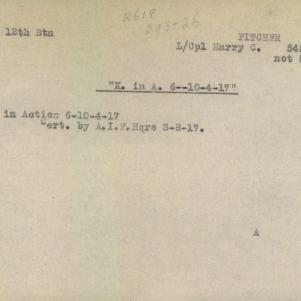 2618
293-26
12th Btn
PITCHER
L/Cpl Harry C. 
not
"K. in A. 6--10-4-17"
in Action 6-10-4-17
Cert. by A.I.F.Hqrs 3-8-17.
A